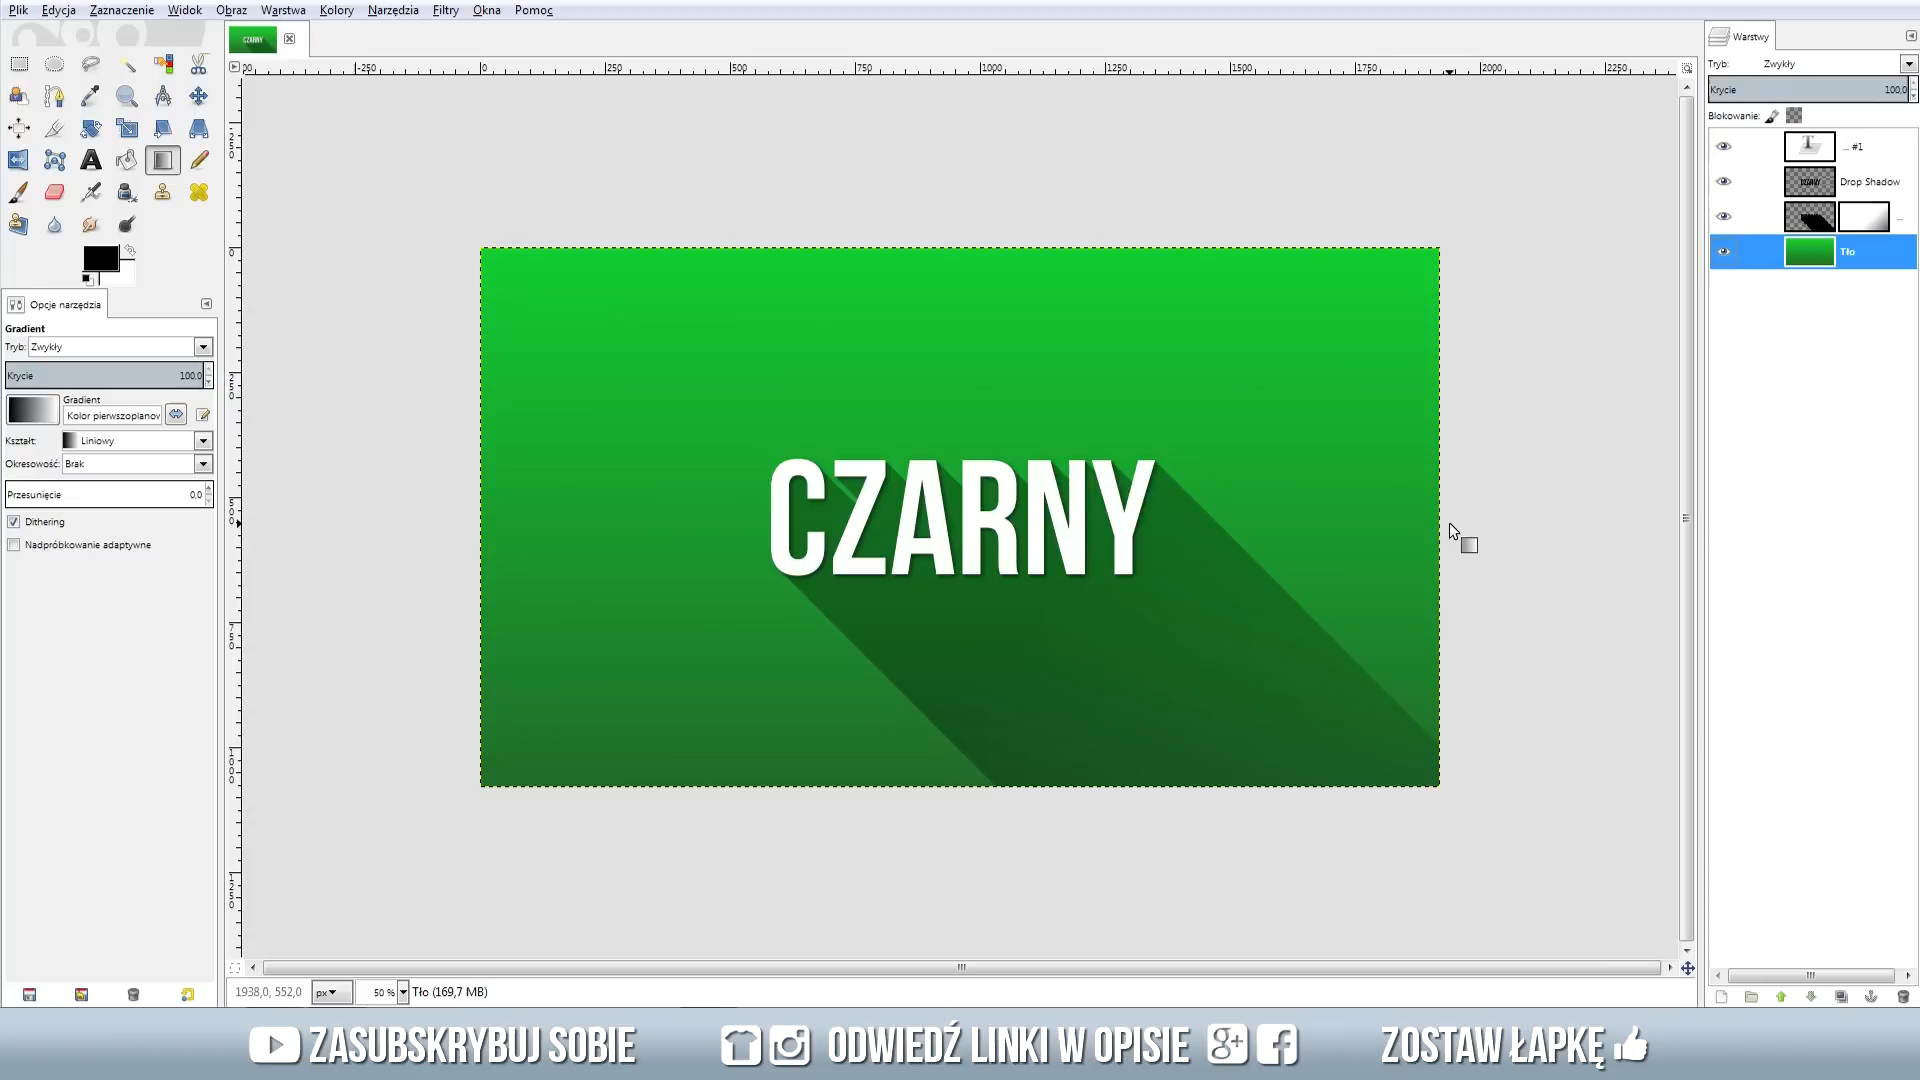 Plik Edycja Zaznaczenie Widok Obraz Warstwa Kolory Narzędzia Filtry Okna Pomoc
CZARNY
Warstwy
-250 0 250 500 750 1000 1250 1500 1750 2000 2250
Tryb: Zwykły
Krycie 100,0
Blokowanie:
... #1
Drop Shadow
...
Tło
Opcje narzędzia
Gradient
Tryb: Zwykły
Krycie 100,0
Gradient
Kolor pierwszoplanov
Kształt: Liniowy
Okresowość: Brak
Przesunięcie 0,0
Dithering
Nadpróbkowanie adaptywne
CZARNY
1938,0, 552,0 px 50 % Tło (169,7 MB)
ZASUBSKRYBUJ SOBIE ODWIEDŹ LINKI W OPISIE g+ f ZOSTAW ŁAPKĘ